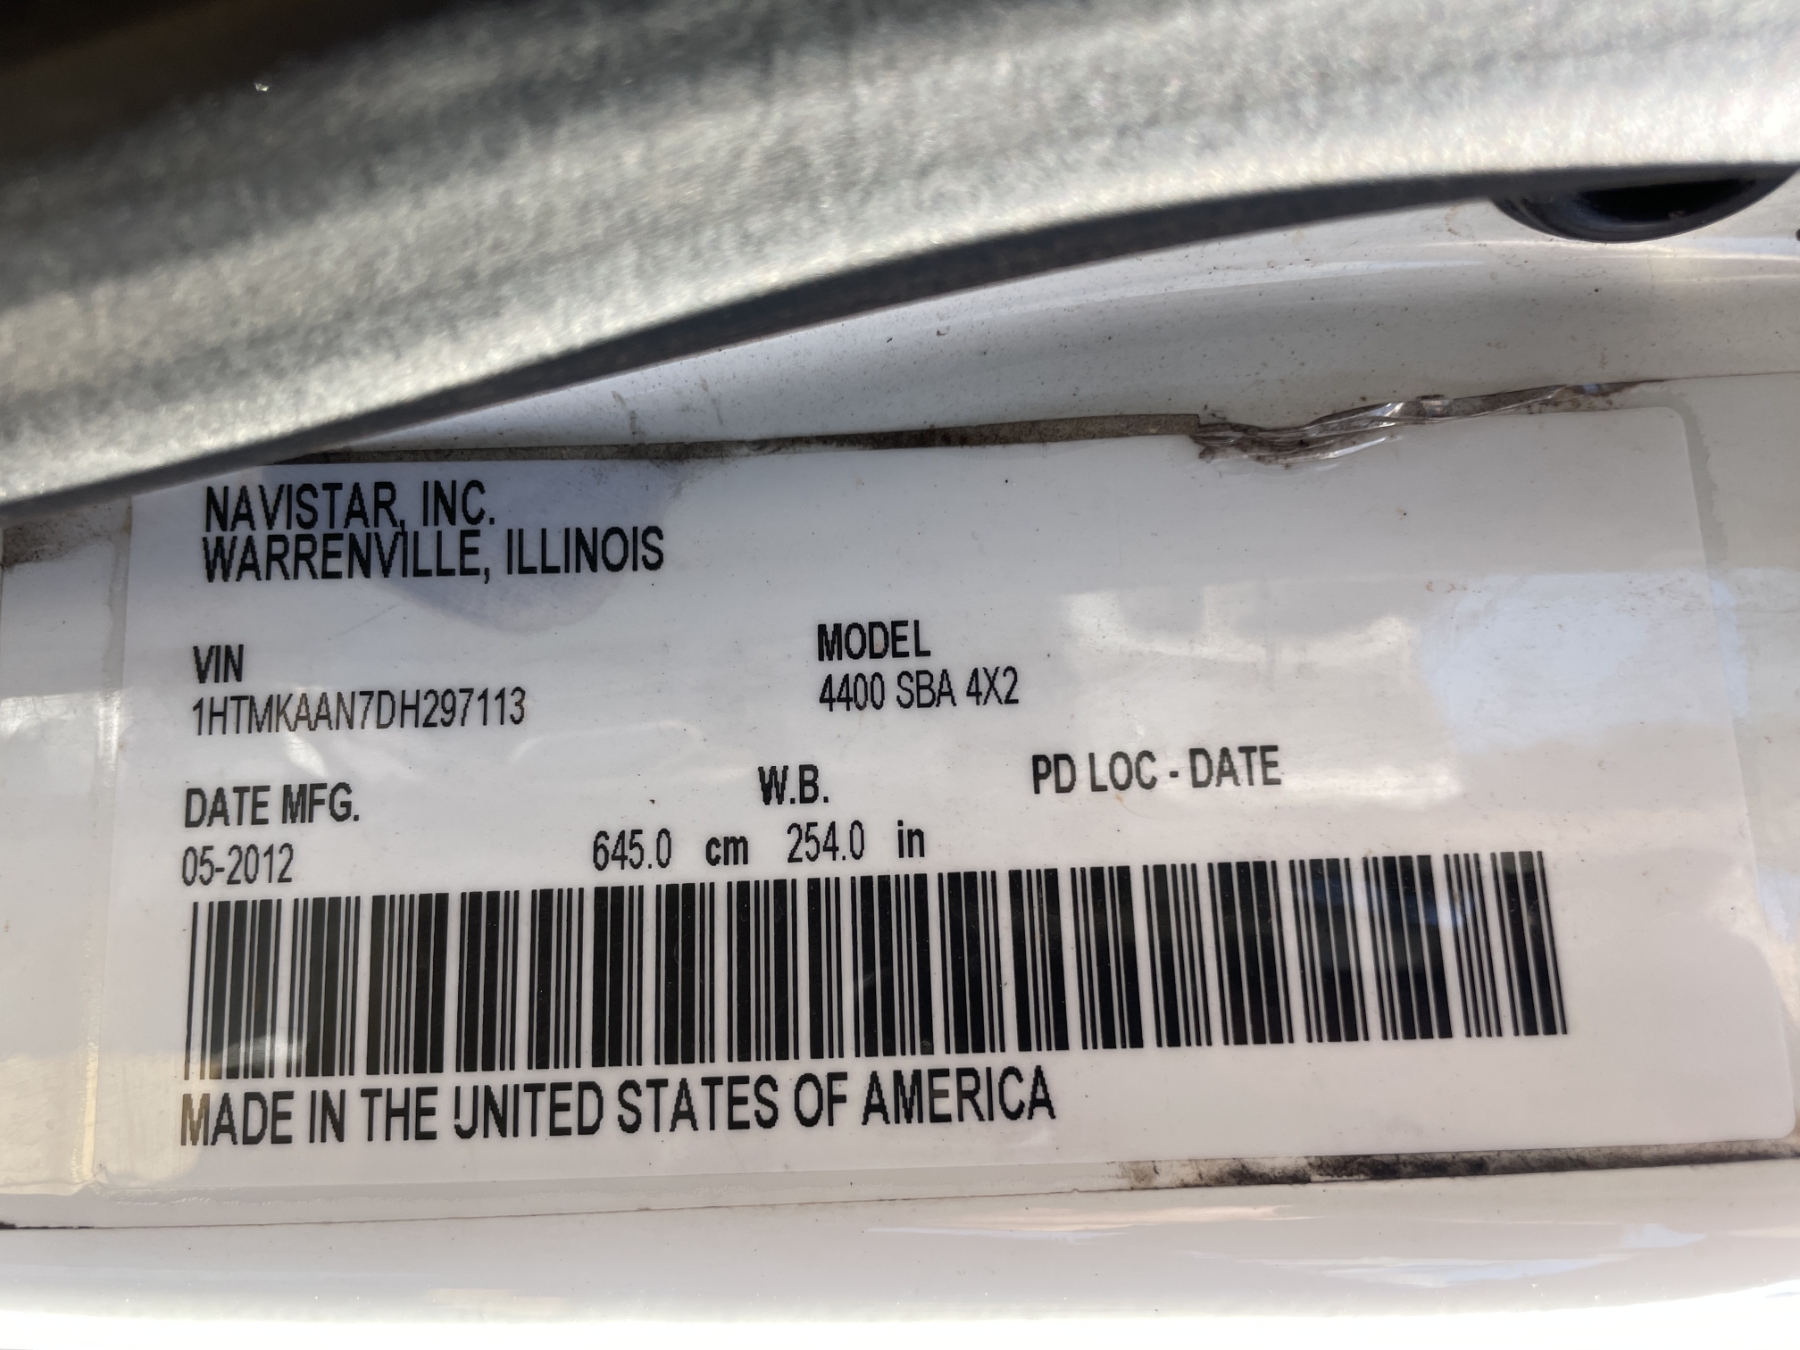 NAVISTAR, INC.
WARRENVILLE, ILLINOIS
VIN
1HTMKAAN7DH297113
MODEL
4400 SBA 4X2
DATE MFG.
05-2012
W.B.
645.0 cm 254.0 in
PD LOC - DATE
MADE IN THE UNITED STATES OF AMERICA